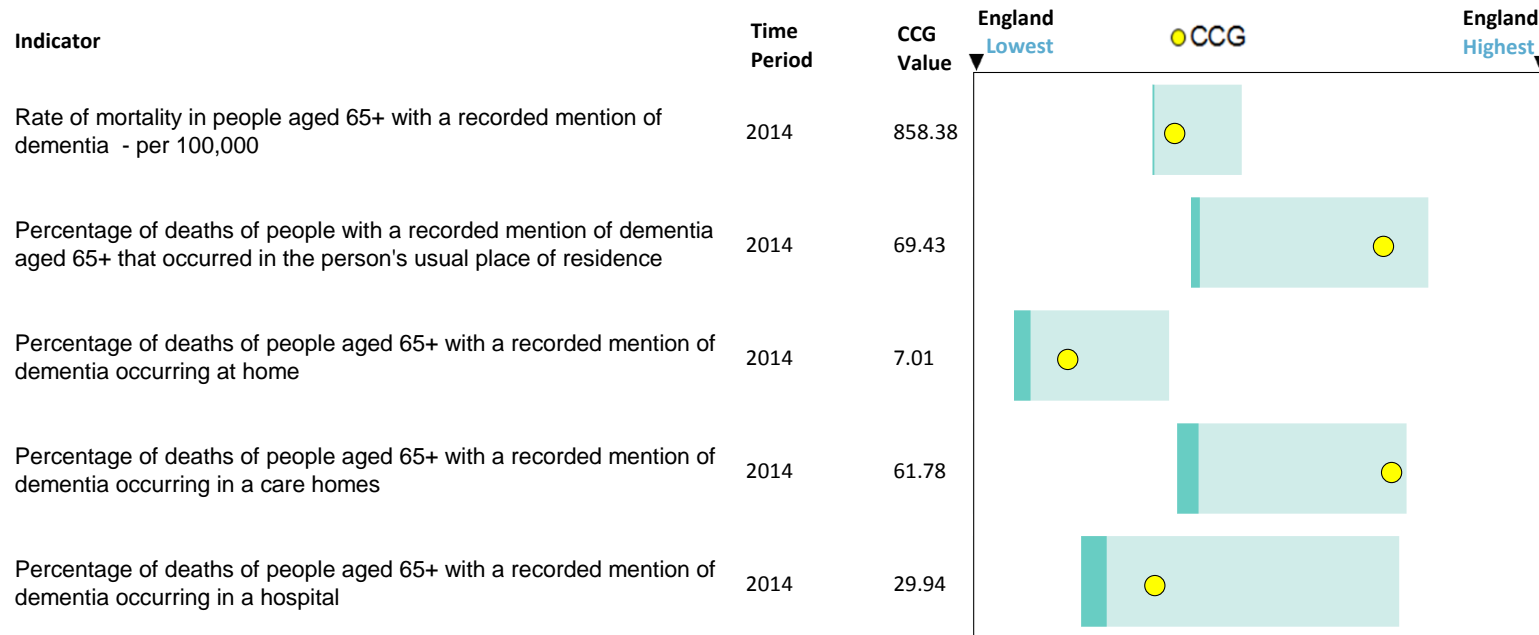 Indicator
Time
Period
CCG
Value
England
Lowest
CCG
England
Highest
Rate of mortality in people aged 65+ with a recorded mention of
dementia - per 100,000
2014
858.38
Percentage of deaths of people with a recorded mention of dementia
aged 65+ that occurred in the person's usual place of residence
2014
69.43
Percentage of deaths of people aged 65+ with a recorded mention of
dementia occurring at home
2014
7.01
Percentage of deaths of people aged 65+ with a recorded mention of
dementia occurring in a care homes
2014
61.78
Percentage of deaths of people aged 65+ with a recorded mention of
dementia occurring in a hospital
2014
29.94